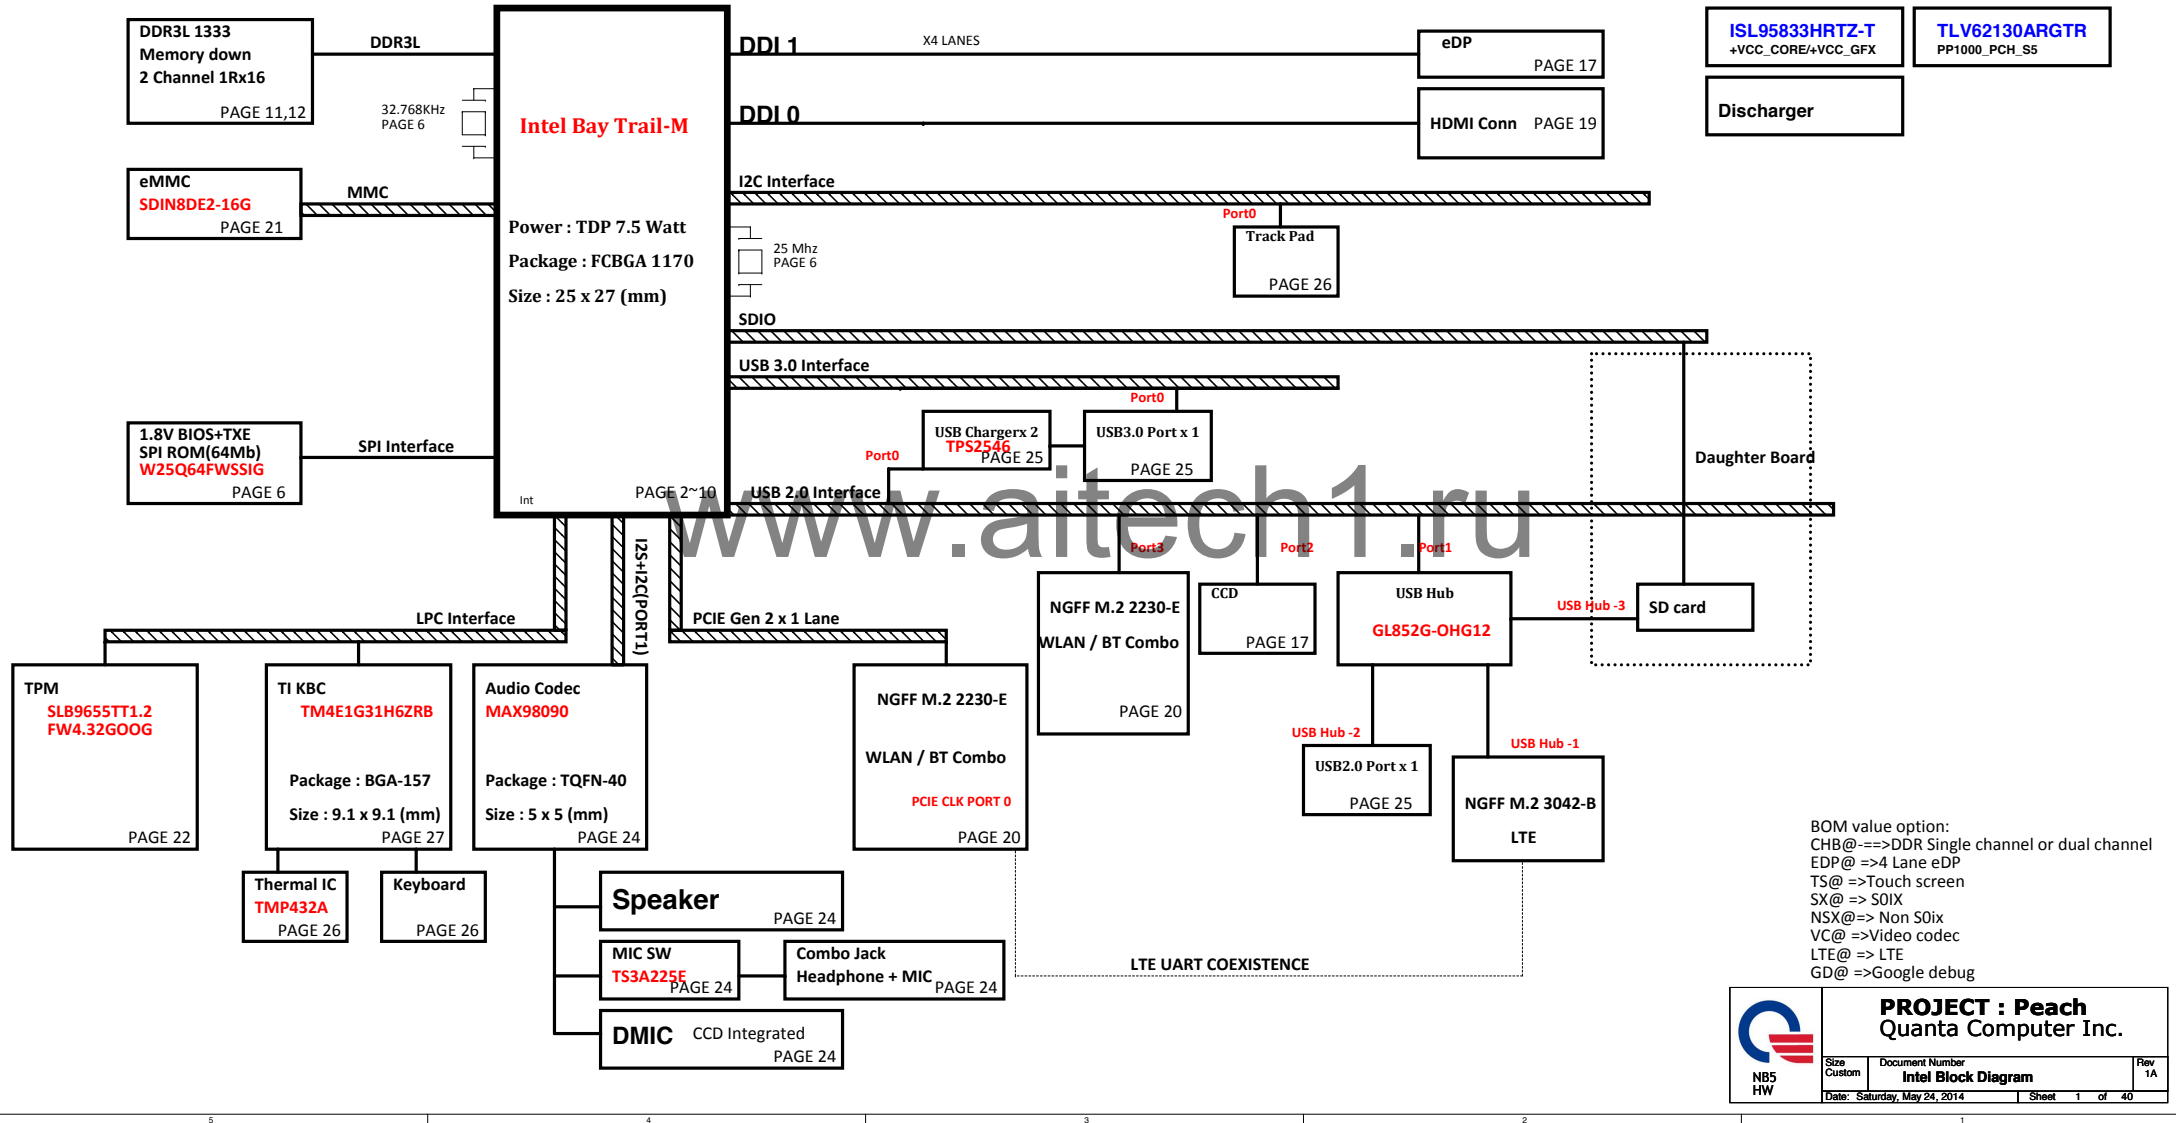 DDR3L 1333
Memory down
2 Channel 1Rx16
PAGE 11,12
DDR3L
32.768KHz
PAGE 6
eMMC
SDIN8DE2-16G
PAGE 21
MMC
1.8V BIOS+TXE
SPI ROM(64Mb)
W25Q64FWSSIG
PAGE 6
SPI Interface
Intel Bay Trail-M
Power : TDP 7.5 Watt
Package : FCBGA 1170
Size : 25 x 27 (mm)
Int
PAGE 2~10
DDI 1
X4 LANES
eDP
PAGE 17
DDI 0
HDMI Conn PAGE 19
ISL95833HRTZ-T
+VCC_CORE/+VCC_GFX
TLV62130ARGTR
PP1000_PCH_S5
Discharger
I2C Interface
Port0
Track Pad
PAGE 26
25 Mhz
PAGE 6
SDIO
USB 3.0 Interface
Port0
USB Chargerx 2
TPS2546
PAGE 25
USB3.0 Port x 1
PAGE 25
Port0
USB 2.0 Interface
Daughter Board
www.aitech1.ru
Port3
Port2
Port1
NGFF M.2 2230-E
WLAN / BT Combo
PAGE 20
CCD
PAGE 17
USB Hub
GL852G-OHG12
USB Hub -3
SD card
USB Hub -2
USB2.0 Port x 1
PAGE 25
USB Hub -1
NGFF M.2 3042-B
LTE
LPC Interface
I2S+I2C(PORT1)
PCIE Gen 2 x 1 Lane
TPM
SLB9655TT1.2
FW4.32GOOG
PAGE 22
TI KBC
TM4E1G31H6ZRB
Package : BGA-157
Size : 9.1 x 9.1 (mm)
PAGE 27
Audio Codec
MAX98090
Package : TQFN-40
Size : 5 x 5 (mm)
PAGE 24
NGFF M.2 2230-E
WLAN / BT Combo
PCIE CLK PORT 0
PAGE 20
Thermal IC
TMP432A
PAGE 26
Keyboard
PAGE 26
Speaker
PAGE 24
MIC SW
TS3A225E
PAGE 24
Combo Jack
Headphone + MIC
PAGE 24
DMIC CCD Integrated
PAGE 24
LTE UART COEXISTENCE
BOM value option:
CHB@-==>DDR Single channel or dual channel
EDP@ =>4 Lane eDP
TS@ =>Touch screen
SX@ => S0IX
NSX@=> Non S0ix
VC@ =>Video codec
LTE@ => LTE
GD@ =>Google debug
NB5
HW
PROJECT : Peach
Quanta Computer Inc.
Size
Custom
Document Number
Intel Block Diagram
Rev
1A
Date: Saturday, May 24, 2014
Sheet 1 of 40
5 4 3 2 1